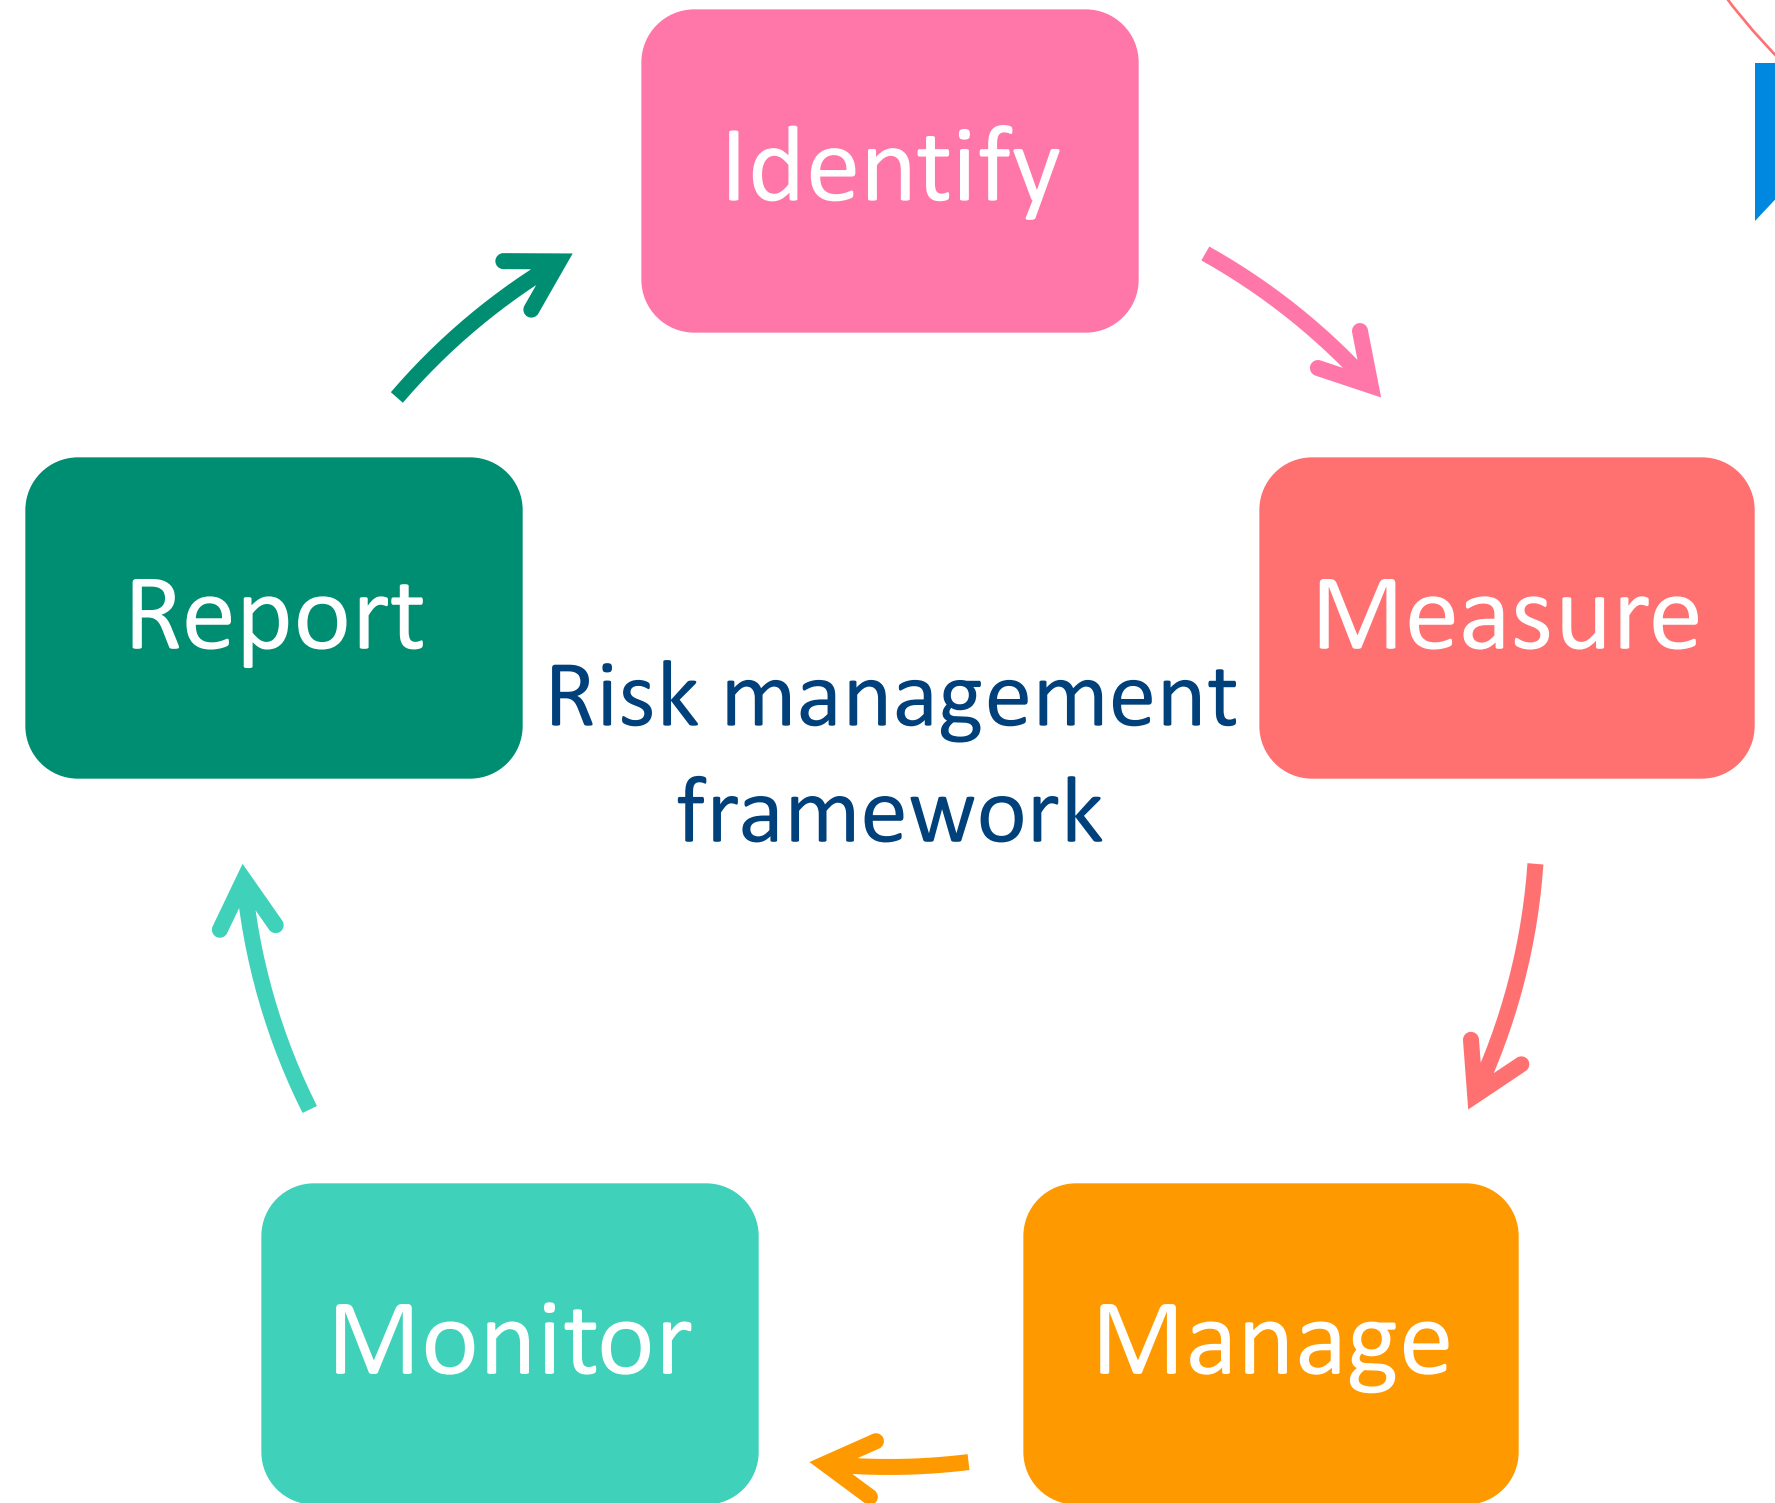 Identify
Measure
Manage
Monitor
Report
Risk management
framework